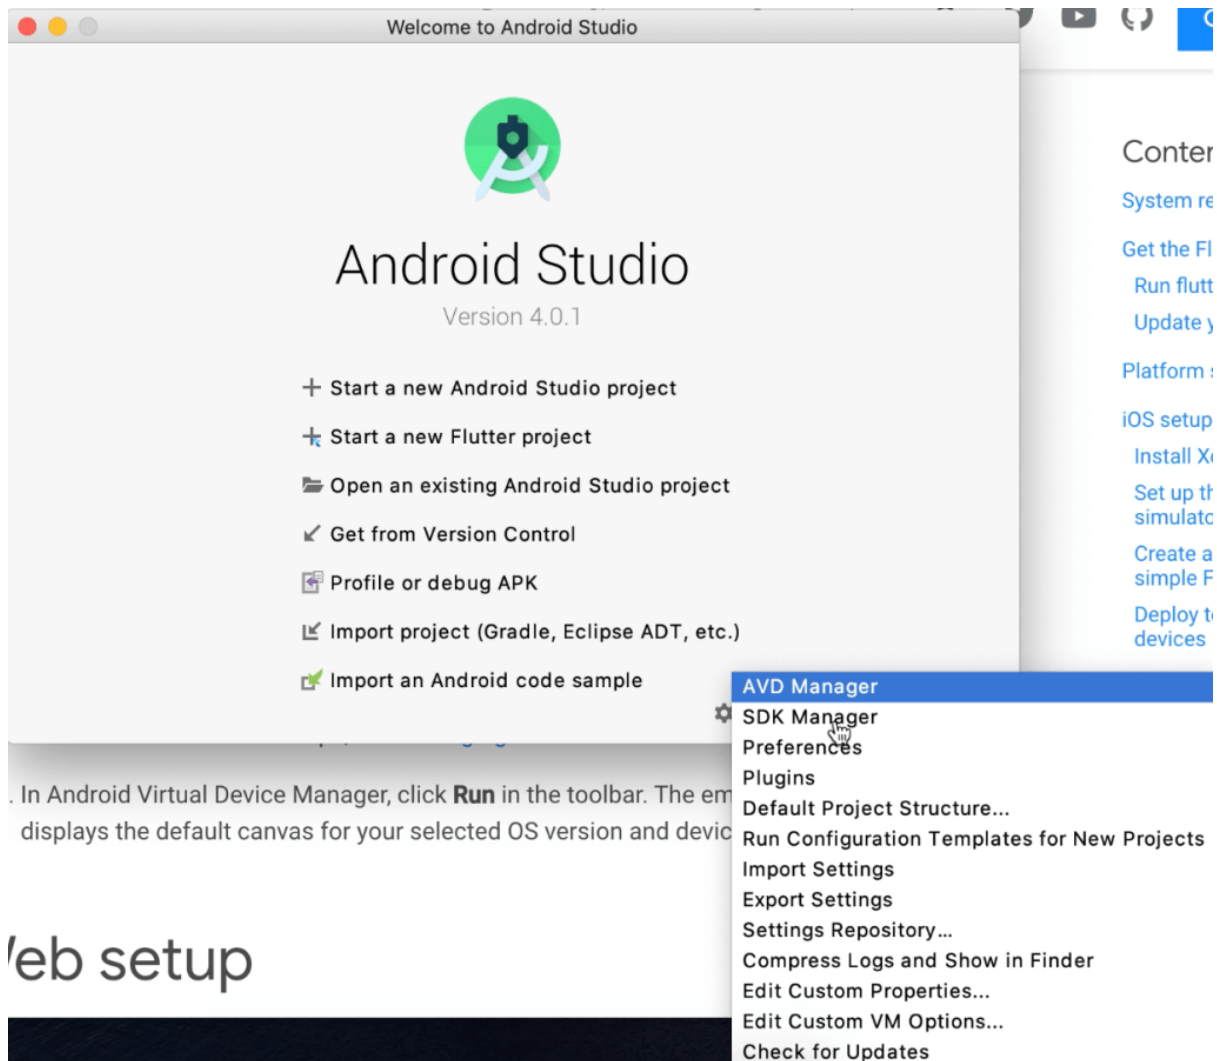 Welcome to Android Studio
Android Studio
Version 4.0.1
Start a new Android Studio project
Start a new Flutter project
Open an existing Android Studio project
Get from Version Control
Profile or debug APK
Import project (Gradle, Eclipse ADT, etc.)
Import an Android code sample
AVD Manager
SDK Manager
Preferences
Plugins
Default Project Structure...
Run Configuration Templates for New Projects
Import Settings
Export Settings
Settings Repository...
Compress Logs and Show in Finder
Edit Custom Properties...
Edit Custom VM Options...
Check for Updates
. In Android Virtual Device Manager, click Run in the toolbar. The em
displays the default canvas for your selected OS version and devic
eb setup
Conten
System re
Get the Fl
Run flutt
Update y
Platform s
iOS setup
Install X
Set up th
simulato
Create a
simple F
Deploy t
devices